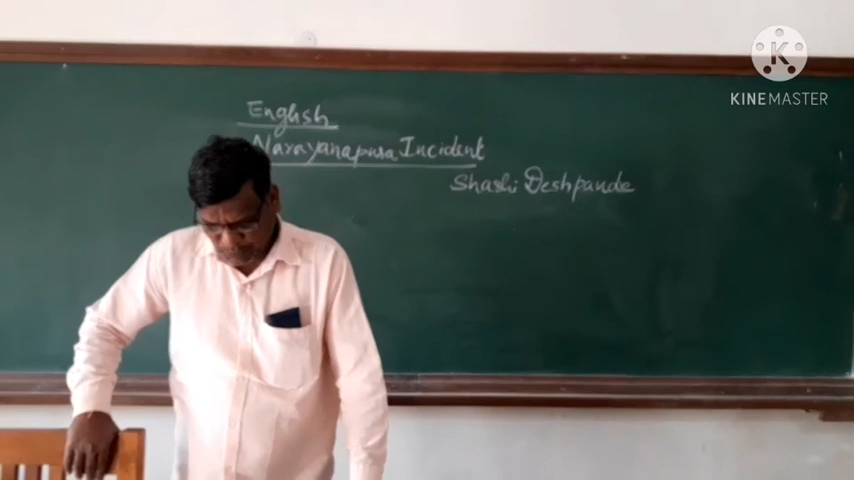 English
Narayanapura Incident
Shashi Deshpande
K
KINEMASTER